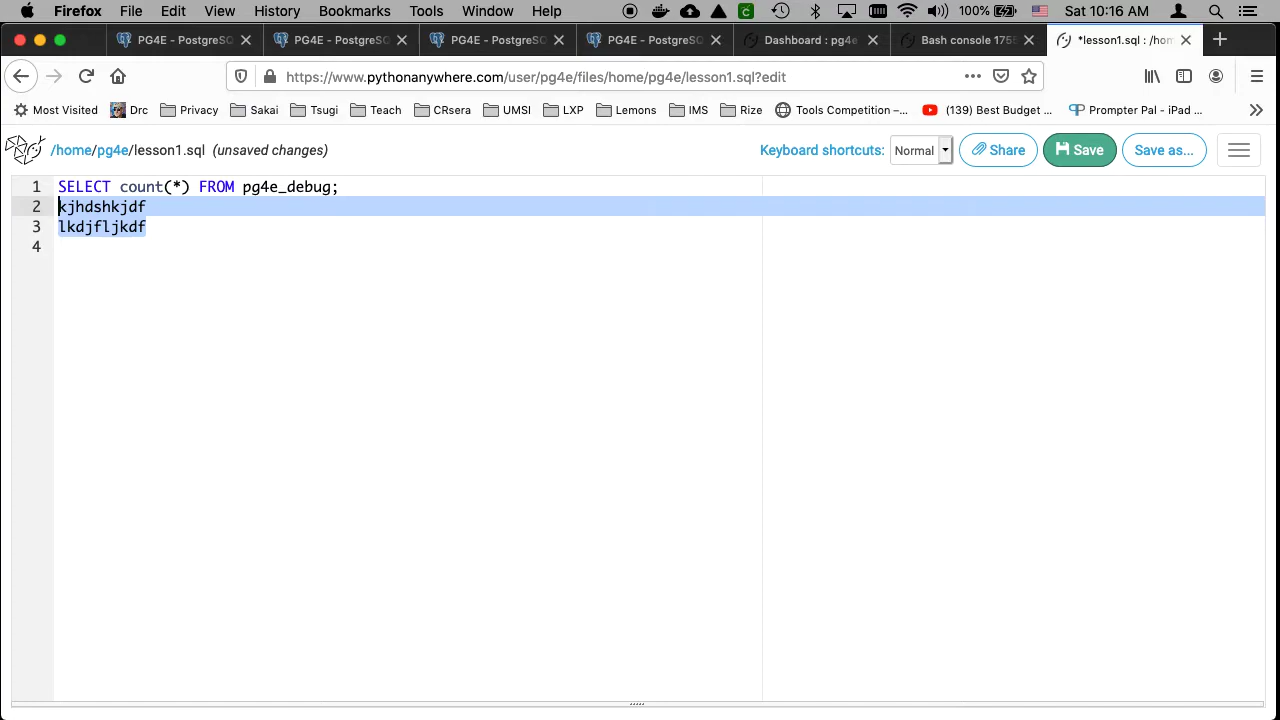 Firefox File Edit View History Bookmarks Tools Window Help 100% Sat 10:16 AM
PG4E - PostgreSQ PG4E - PostgreSQ PG4E - PostgreSQ PG4E - PostgreSQ Dashboard : pg4e Bash console 1755 *lesson1.sql : /hom
https://www.pythonanywhere.com/user/pg4e/files/home/pg4e/lesson1.sql?edit
Most Visited Drc Privacy Sakai Tsugi Teach CRsera UMSI LXP Lemons IMS Rize Tools Competition –... (139) Best Budget ... Prompter Pal - iPad ...
/home/pg4e/lesson1.sql (unsaved changes) Keyboard shortcuts: Normal Share Save Save as...
1 SELECT count(*) FROM pg4e_debug;
2 kjhdshkjdf
3 lkdjfljkdf
4